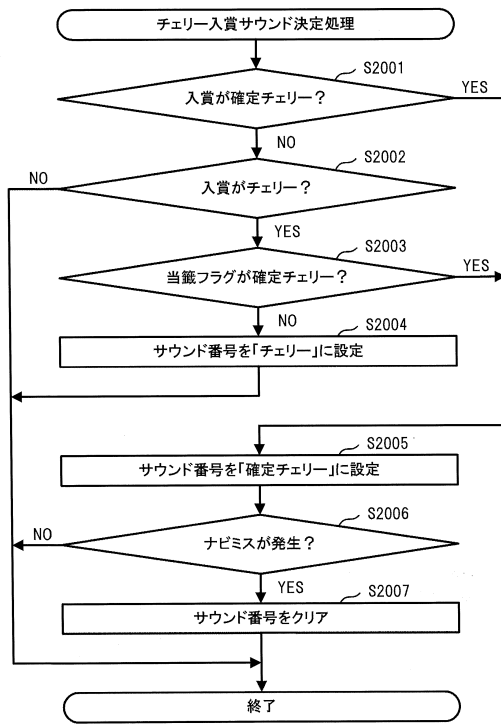 チェリー入賞サウンド決定処理
S2001
入賞が確定チェリー？
YES
NO
S2002
NO
入賞がチェリー？
YES
S2003
当籤フラグが確定チェリー？
YES
NO
S2004
サウンド番号を「チェリー」に設定
S2005
サウンド番号を「確定チェリー」に設定
S2006
NO
ナビミスが発生？
YES
S2007
サウンド番号をクリア
終了